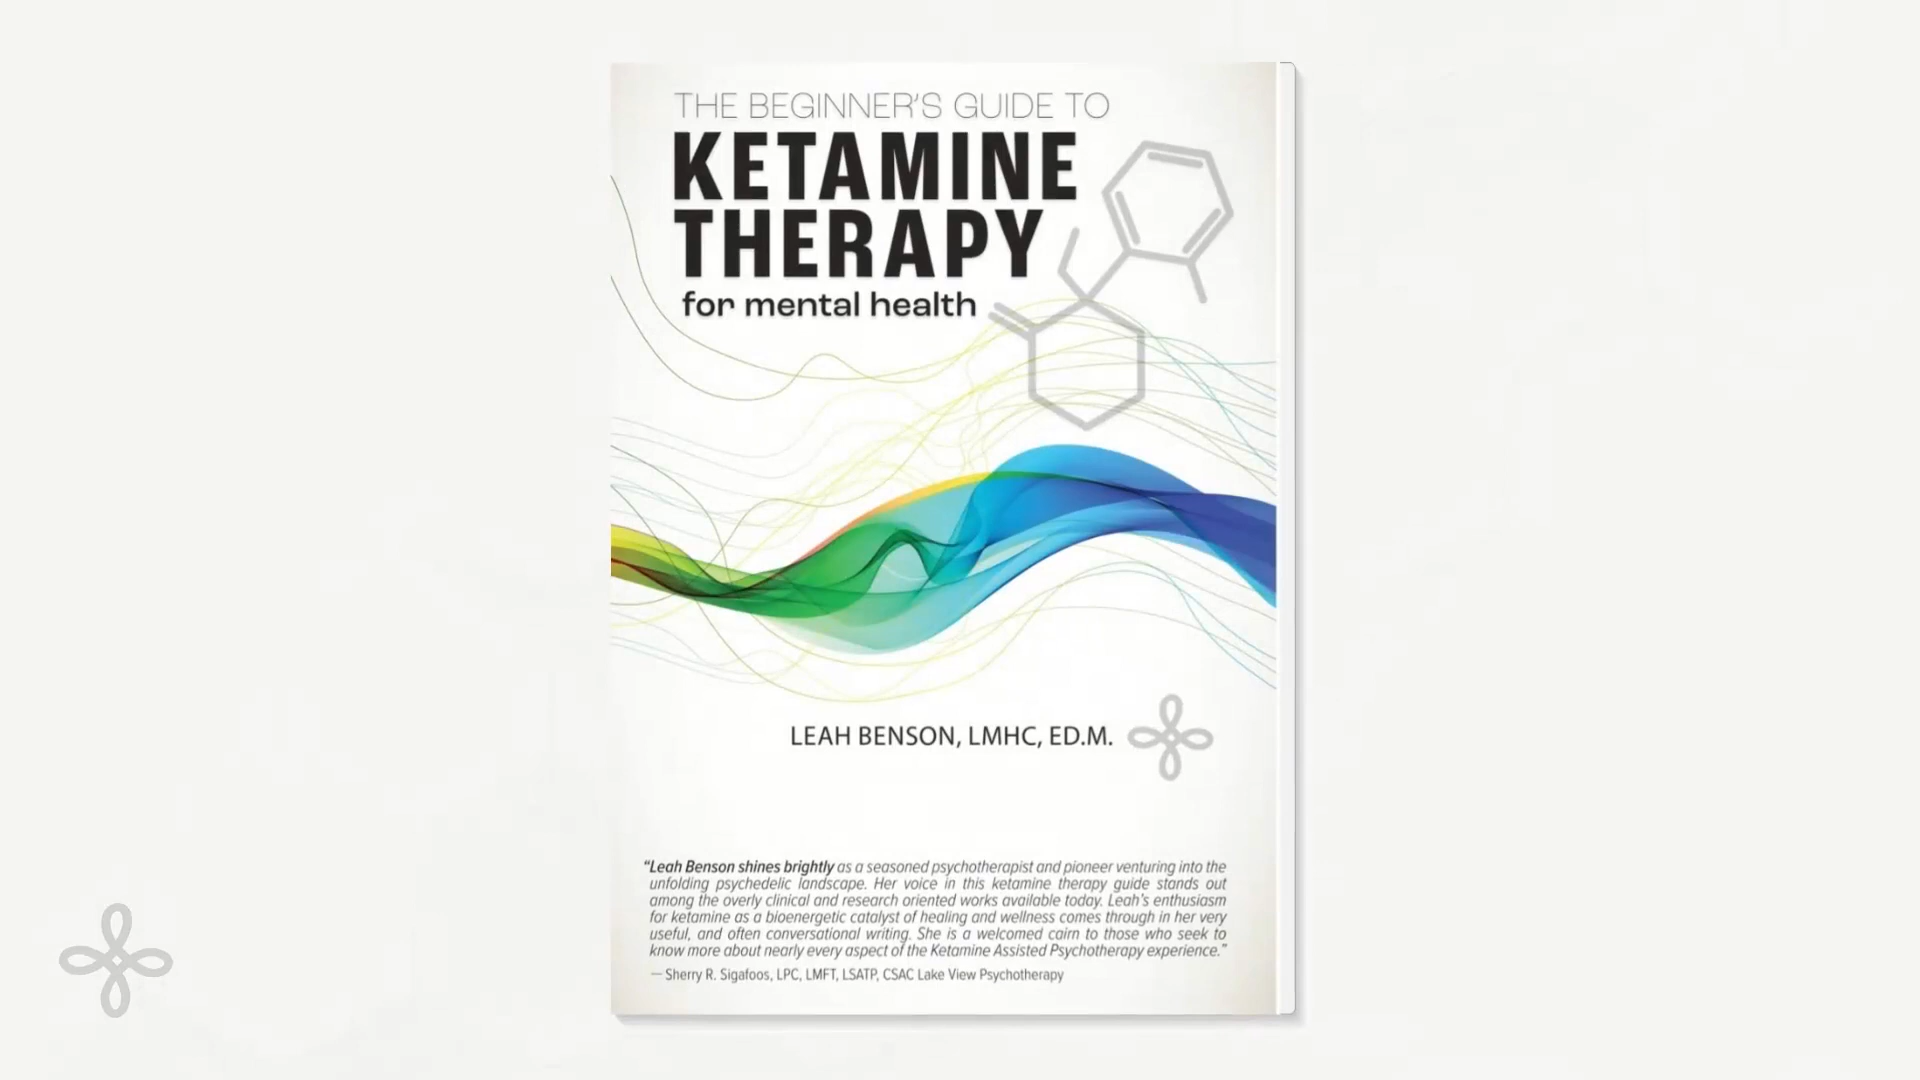 THE BEGINNER'S GUIDE TO
KETAMINE
THERAPY
for mental health
LEAH BENSON, LMHC, ED.M.
“Leah Benson shines brightly as a seasoned psychotherapist and pioneer venturing into the
unfolding psychedelic landscape. Her voice in this ketamine therapy guide stands out
among the overly clinical and research oriented works available today. Leah's enthusiasm
for ketamine as a bioenergetic catalyst of healing and wellness comes through in her very
useful, and often conversational writing. She is a welcomed cairn to those who seek to
know more about nearly every aspect of the Ketamine Assisted Psychotherapy experience.”
— Sherry R. Sigafoos, LPC, LMFT, LSATP, CSAC Lake View Psychotherapy